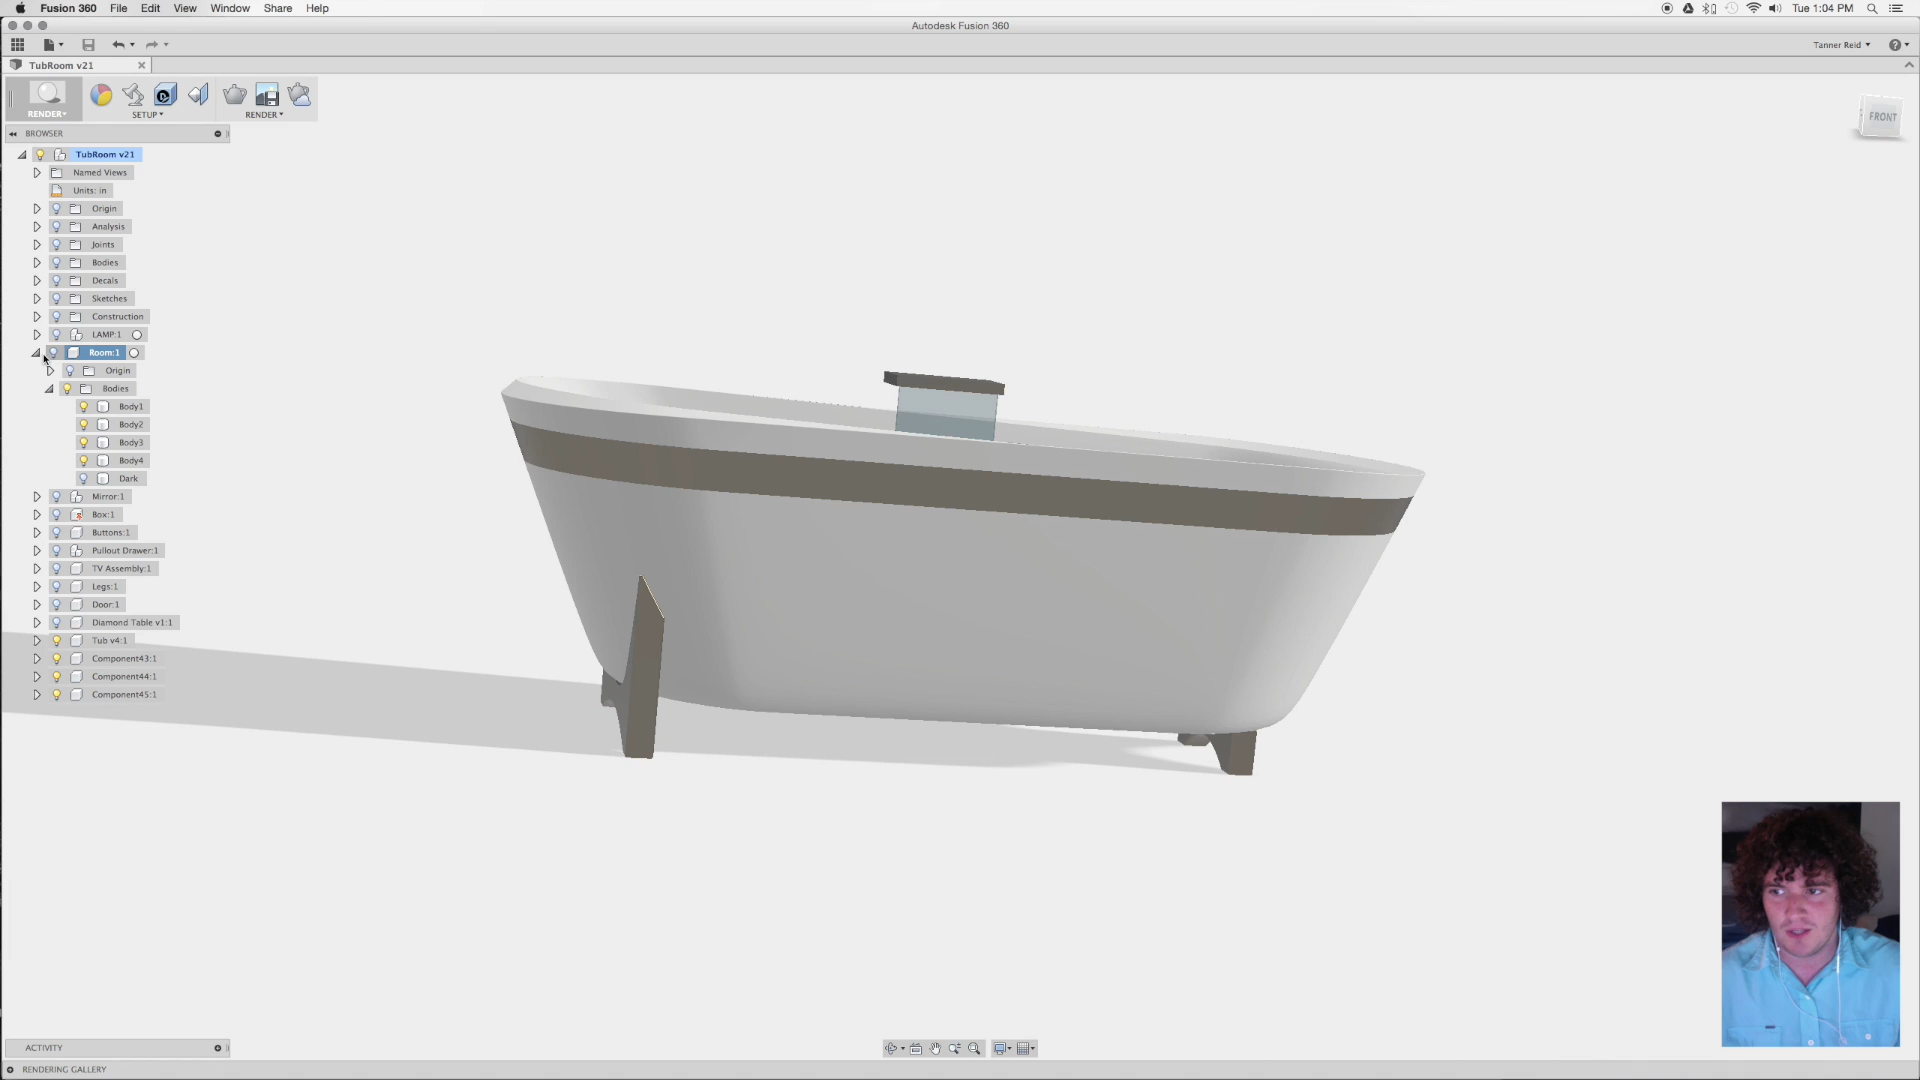 Fusion 360 File Edit View Window Share Help
Tue 1:04 PM
Autodesk Fusion 360
Tanner Reid
TubRoom v21
RENDER
SETUP
RENDER
FRONT
BROWSER
TubRoom v21
Named Views
Units: in
Origin
Analysis
Joints
Bodies
Decals
Sketches
Construction
LAMP:1
Room:1
Origin
Bodies
Body1
Body2
Body3
Body4
Dark
Mirror:1
Box:1
Buttons:1
Pullout Drawer:1
TV Assembly:1
Legs:1
Door:1
Diamond Table v1:1
Tub v4:1
Component43:1
Component44:1
Component45:1
ACTIVITY
RENDERING GALLERY